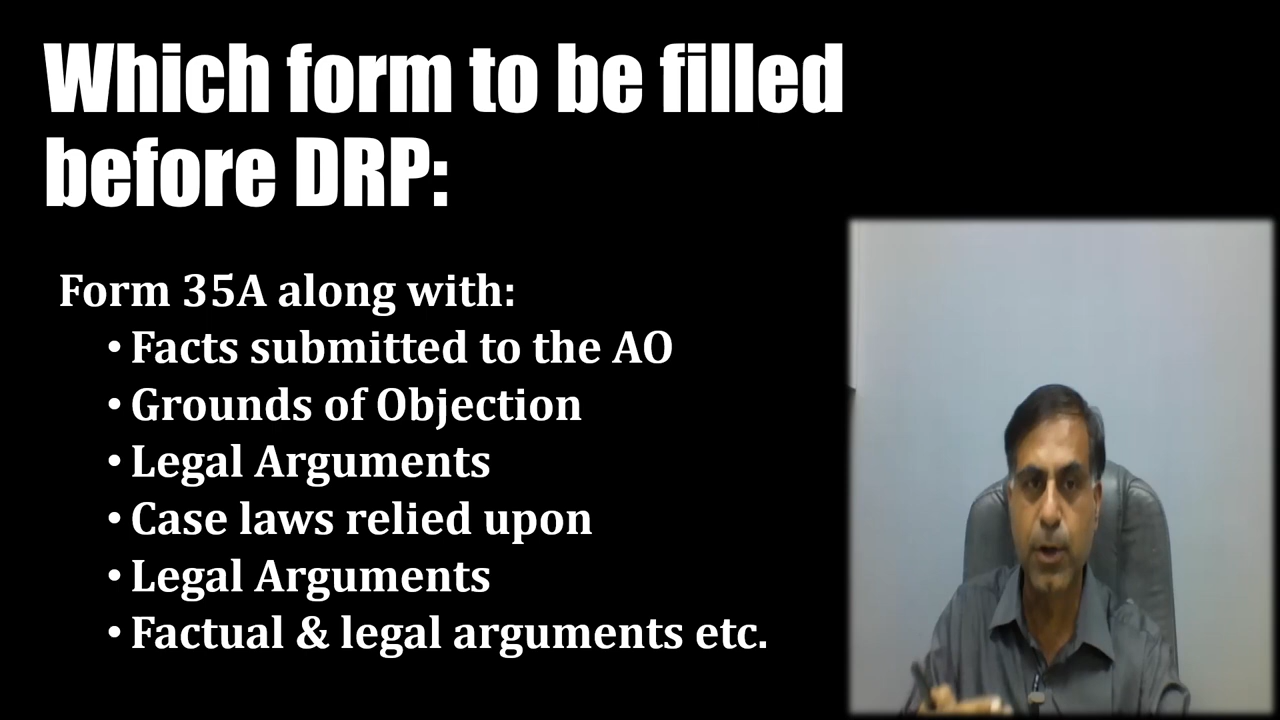 Which form to be filled
before DRP:
Form 35A along with:
• Facts submitted to the AO
• Grounds of Objection
• Legal Arguments
• Case laws relied upon
• Legal Arguments
• Factual & legal arguments etc.